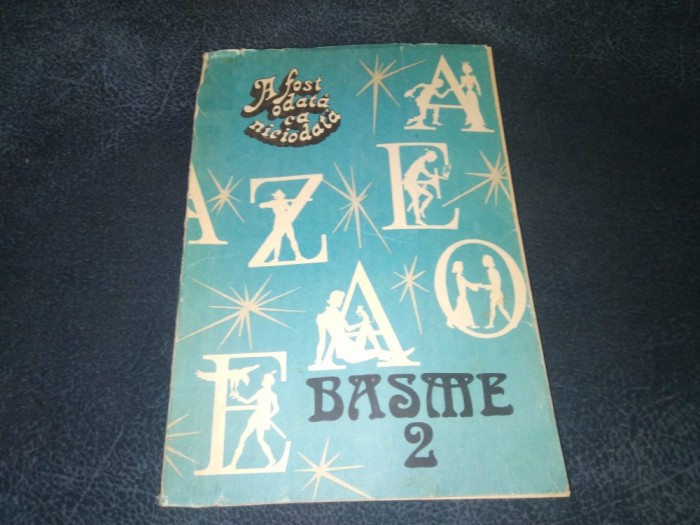 A fost
odată
ca
niciodată
A
E
A Z
O
A
E
BASME
2